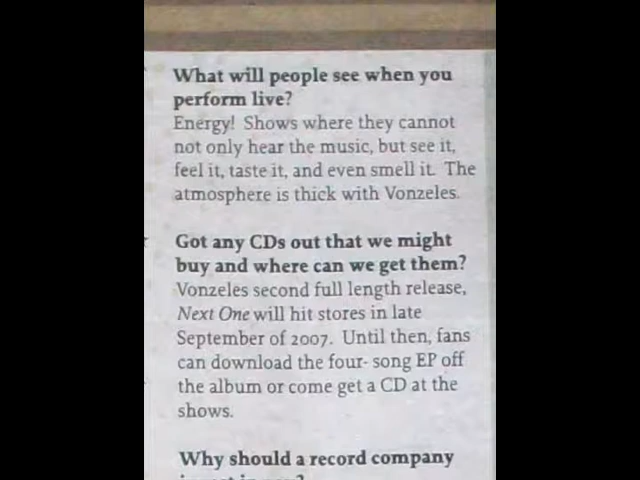 What will people see when you
perform live?
Energy! Shows where they cannot
not only hear the music, but see it,
feel it, taste it, and even smell it. The
atmosphere is thick with Vonzeles.
Got any CDs out that we might
buy and where can we get them?
Vonzeles second full length release,
Next One will hit stores in late
September of 2007. Until then, fans
can download the four- song EP off
the album or come get a CD at the
shows.
Why should a record company